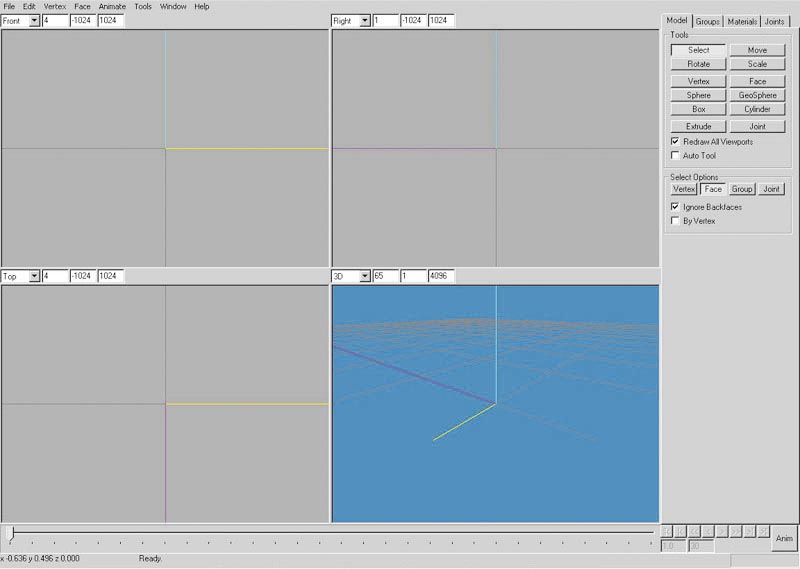 File Edit Vertex Face Animate Tools Window Help
Front 4 -1024 1024
Right 1 -1024 1024
Model Groups Materials Joints
Tools
Select Move
Rotate Scale
Vertex Face
Sphere GeoSphere
Box Cylinder
Extrude Joint
Redraw All Viewports
Auto Tool
Select Options
Vertex Face Group Joint
Ignore Backfaces
By Vertex
Top 4 -1024 1024
3D 65 1 4096
1.0 30
Anim
x -0.636 y 0.496 z 0.000 Ready.